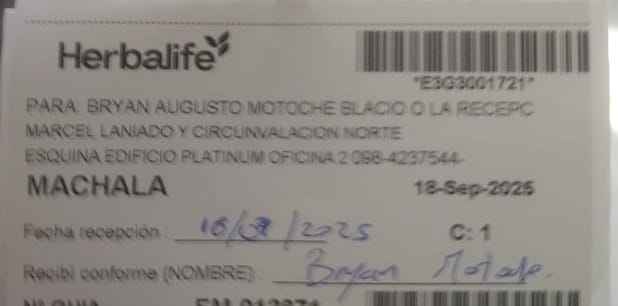 Herbalife
*E3G3001721*
PARA: BRYAN AUGUSTO MOTOCHE BLACIO O LA RECEPC
MARCEL LANIADO Y CIRCUNVALACION NORTE
ESQUINA EDIFICIO PLATINUM OFICINA 2 098-4237544-
MACHALA 18-Sep-2025
Fecha recepción 2025 C: 1
Recibi conforme (NOMBRE) Bryan